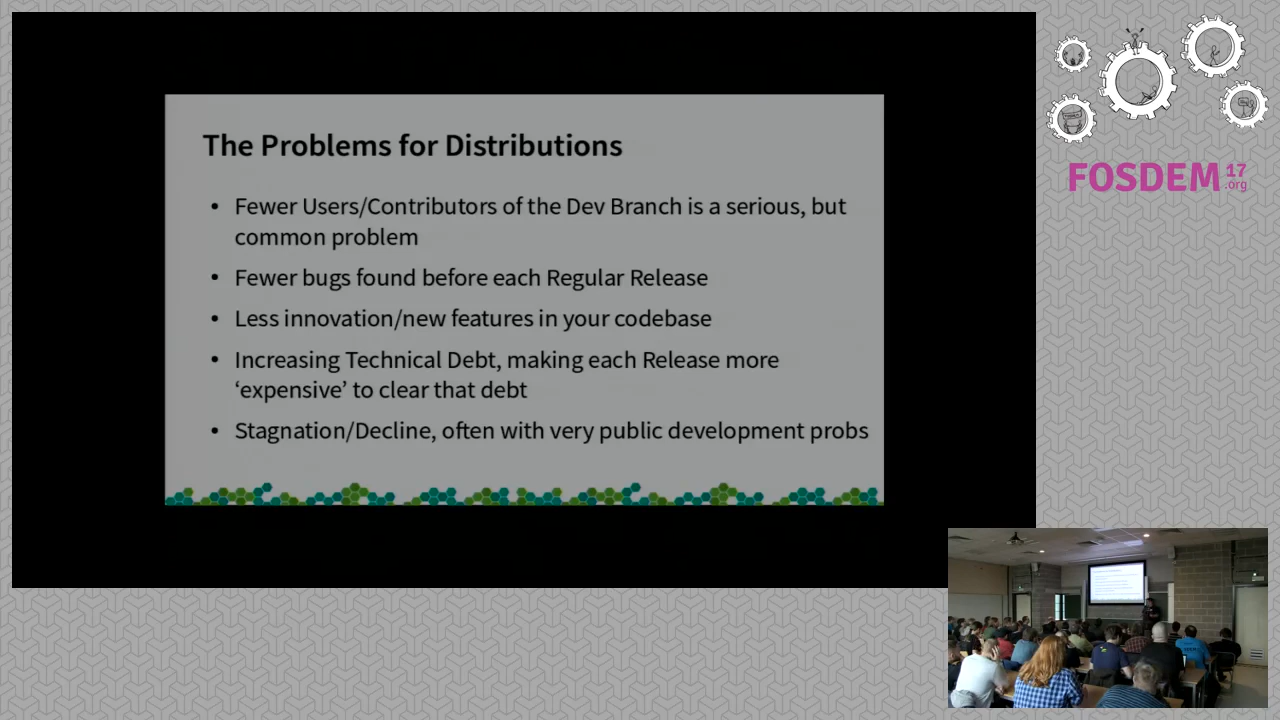 The Problems for Distributions
• Fewer Users/Contributors of the Dev Branch is a serious, but
common problem
• Fewer bugs found before each Regular Release
• Less innovation/new features in your codebase
• Increasing Technical Debt, making each Release more
‘expensive’ to clear that debt
• Stagnation/Decline, often with very public development probs
FOSDEM 17
.org